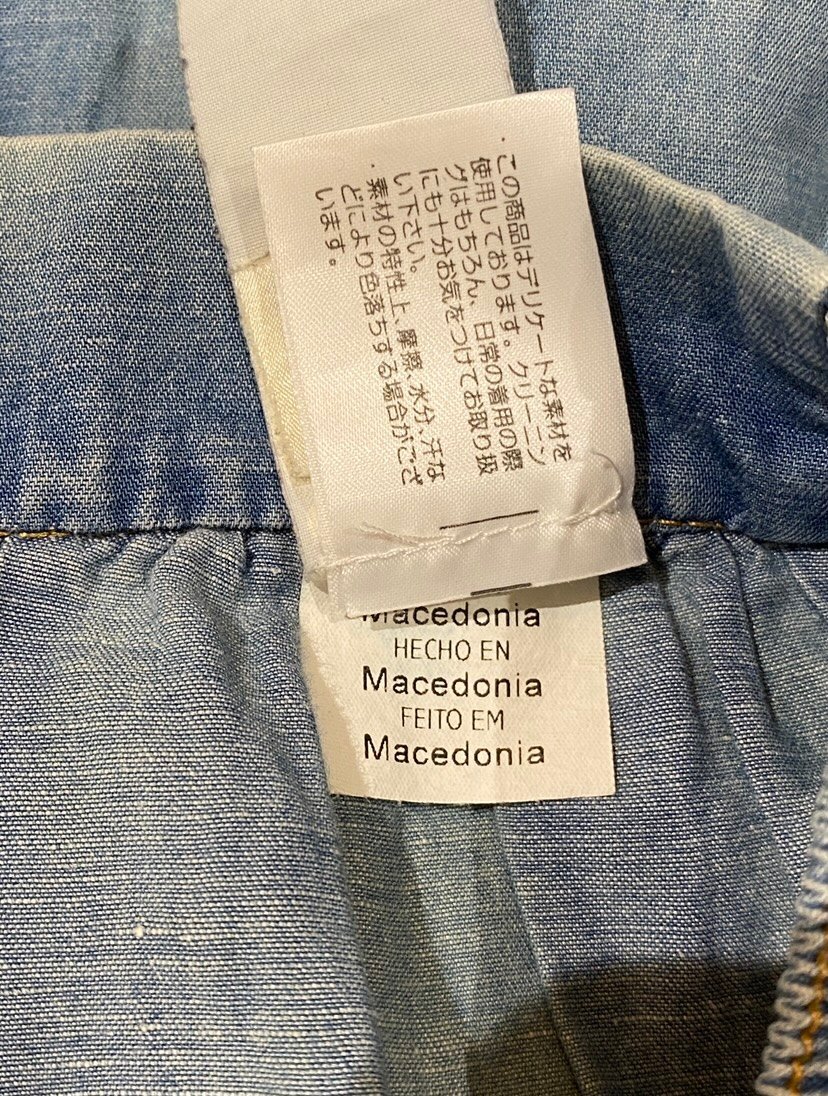 ・この商品はデリケートな素材を
使用しております。クリーニン
グはもちろん、日常の着用の際
にも十分お気をつけてお取り扱
い下さい。
・素材の特性上、摩擦、水分、汗な
どにより色落ちする場合がござ
います。
Macedonia
HECHO EN
Macedonia
FEITO EM
Macedonia